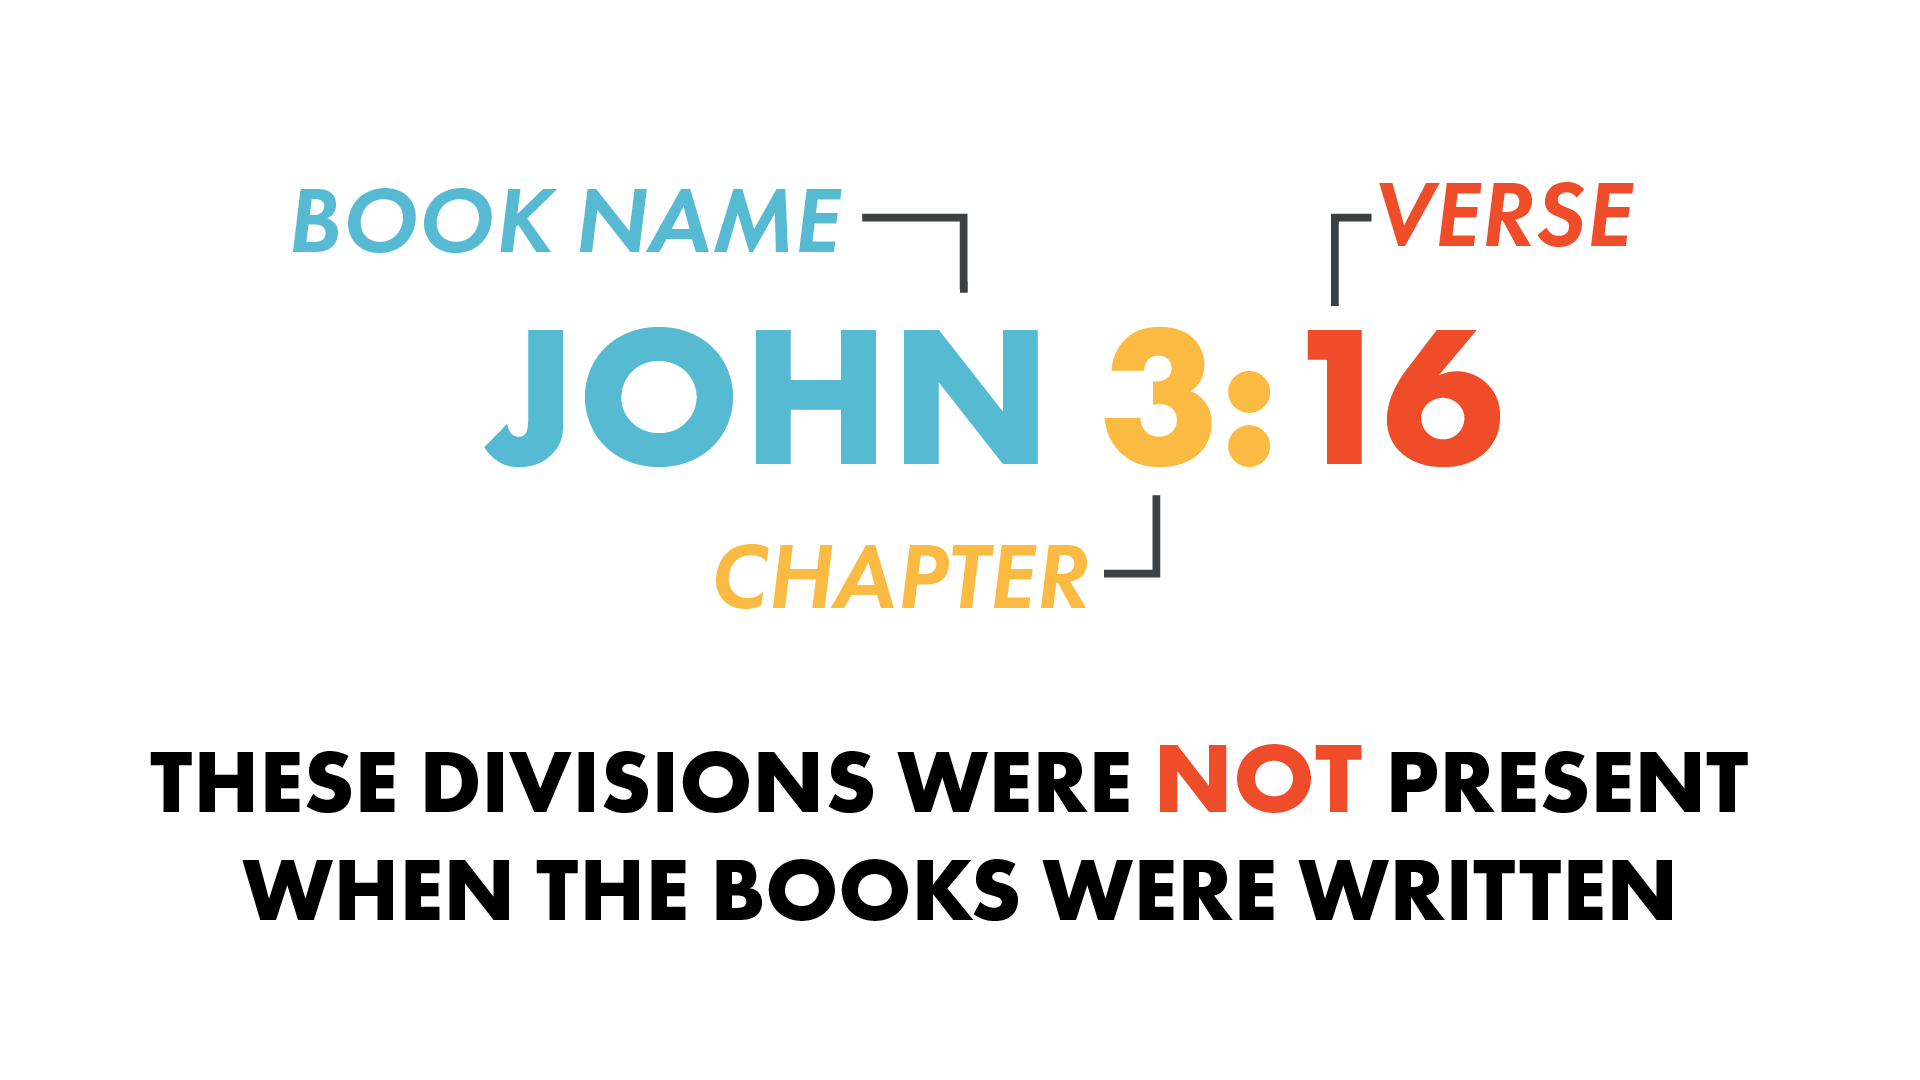 BOOK NAME
VERSE
JOHN 3:16
CHAPTER
THESE DIVISIONS WERE NOT PRESENT
WHEN THE BOOKS WERE WRITTEN